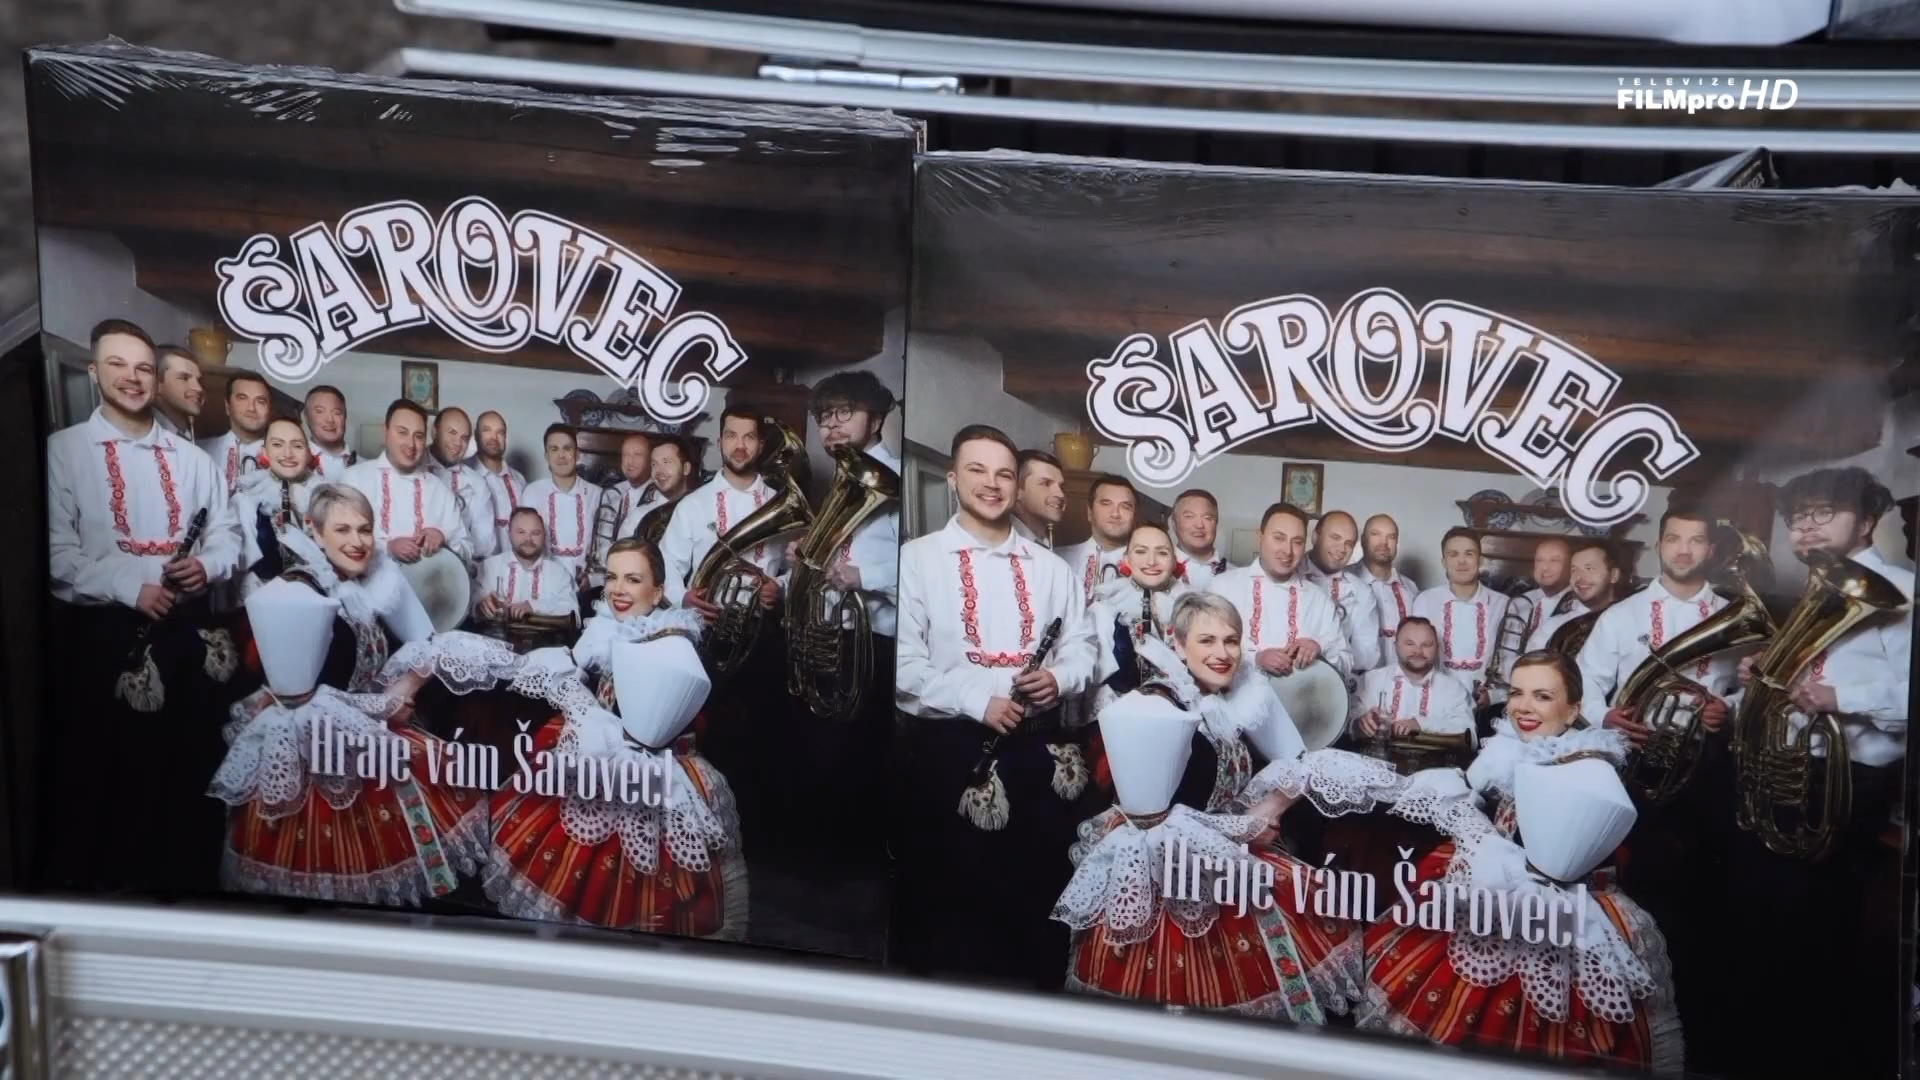 TELEVIZE
FILMpro HD
ŠAROVEC
Hraje vám Šarovec!
ŠAROVEC
Hraje vám Šarovec!